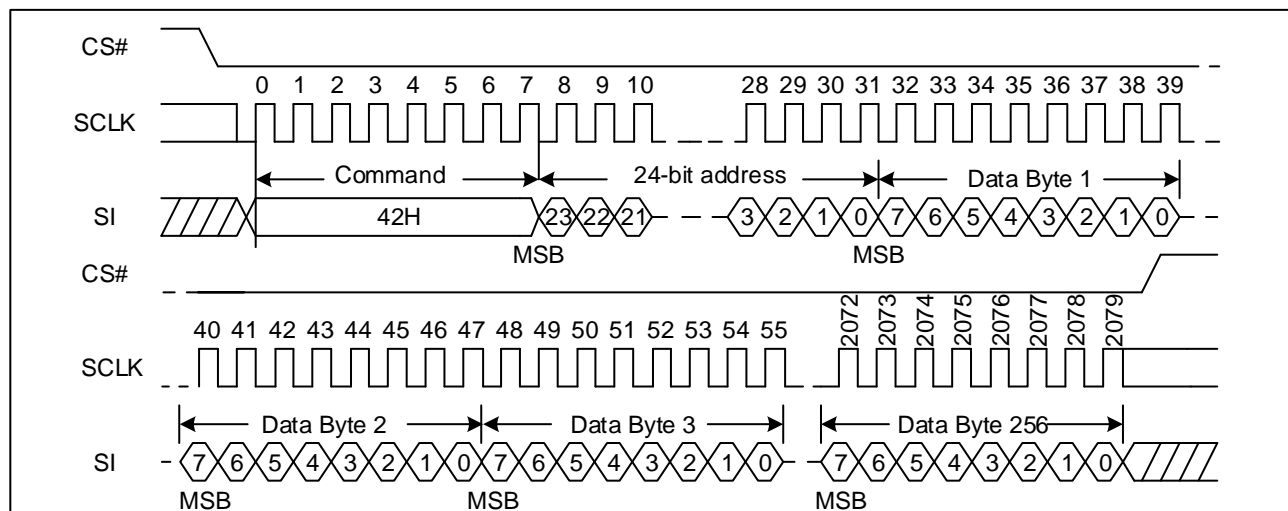 CS#
0 1 2 3 4 5 6 7 8 9 10 28 29 30 31 32 33 34 35 36 37 38 39
SCLK
Command 24-bit address Data Byte 1
SI 42H 23 22 21 3 2 1 0 7 6 5 4 3 2 1 0
MSB MSB
CS#
40 41 42 43 44 45 46 47 48 49 50 51 52 53 54 55 2072 2073 2074 2075 2076 2077 2078 2079
SCLK
Data Byte 2 Data Byte 3 Data Byte 256
SI 7 6 5 4 3 2 1 0 7 6 5 4 3 2 1 0 7 6 5 4 3 2 1 0
MSB MSB MSB